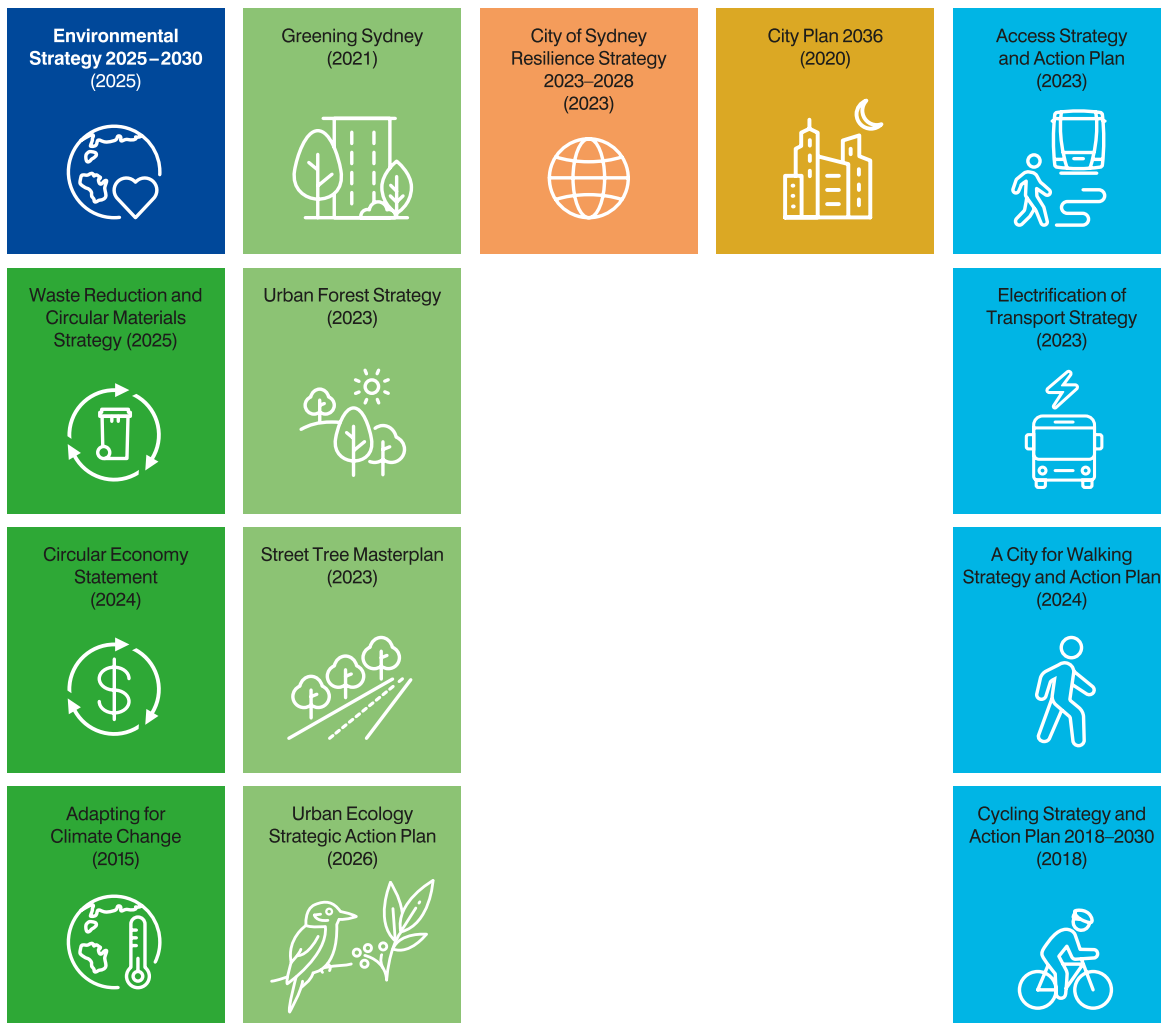 Environmental
Strategy 2025–2030
(2025)
Greening Sydney
(2021)
City of Sydney
Resilience Strategy
2023–2028
(2023)
City Plan 2036
(2020)
Access Strategy
and Action Plan
(2023)
Waste Reduction and
Circular Materials
Strategy (2025)
Urban Forest Strategy
(2023)
Electrification of
Transport Strategy
(2023)
Circular Economy
Statement
(2024)
Street Tree Masterplan
(2023)
A City for Walking
Strategy and Action Plan
(2024)
Adapting for
Climate Change
(2015)
Urban Ecology
Strategic Action Plan
(2026)
Cycling Strategy and
Action Plan 2018–2030
(2018)